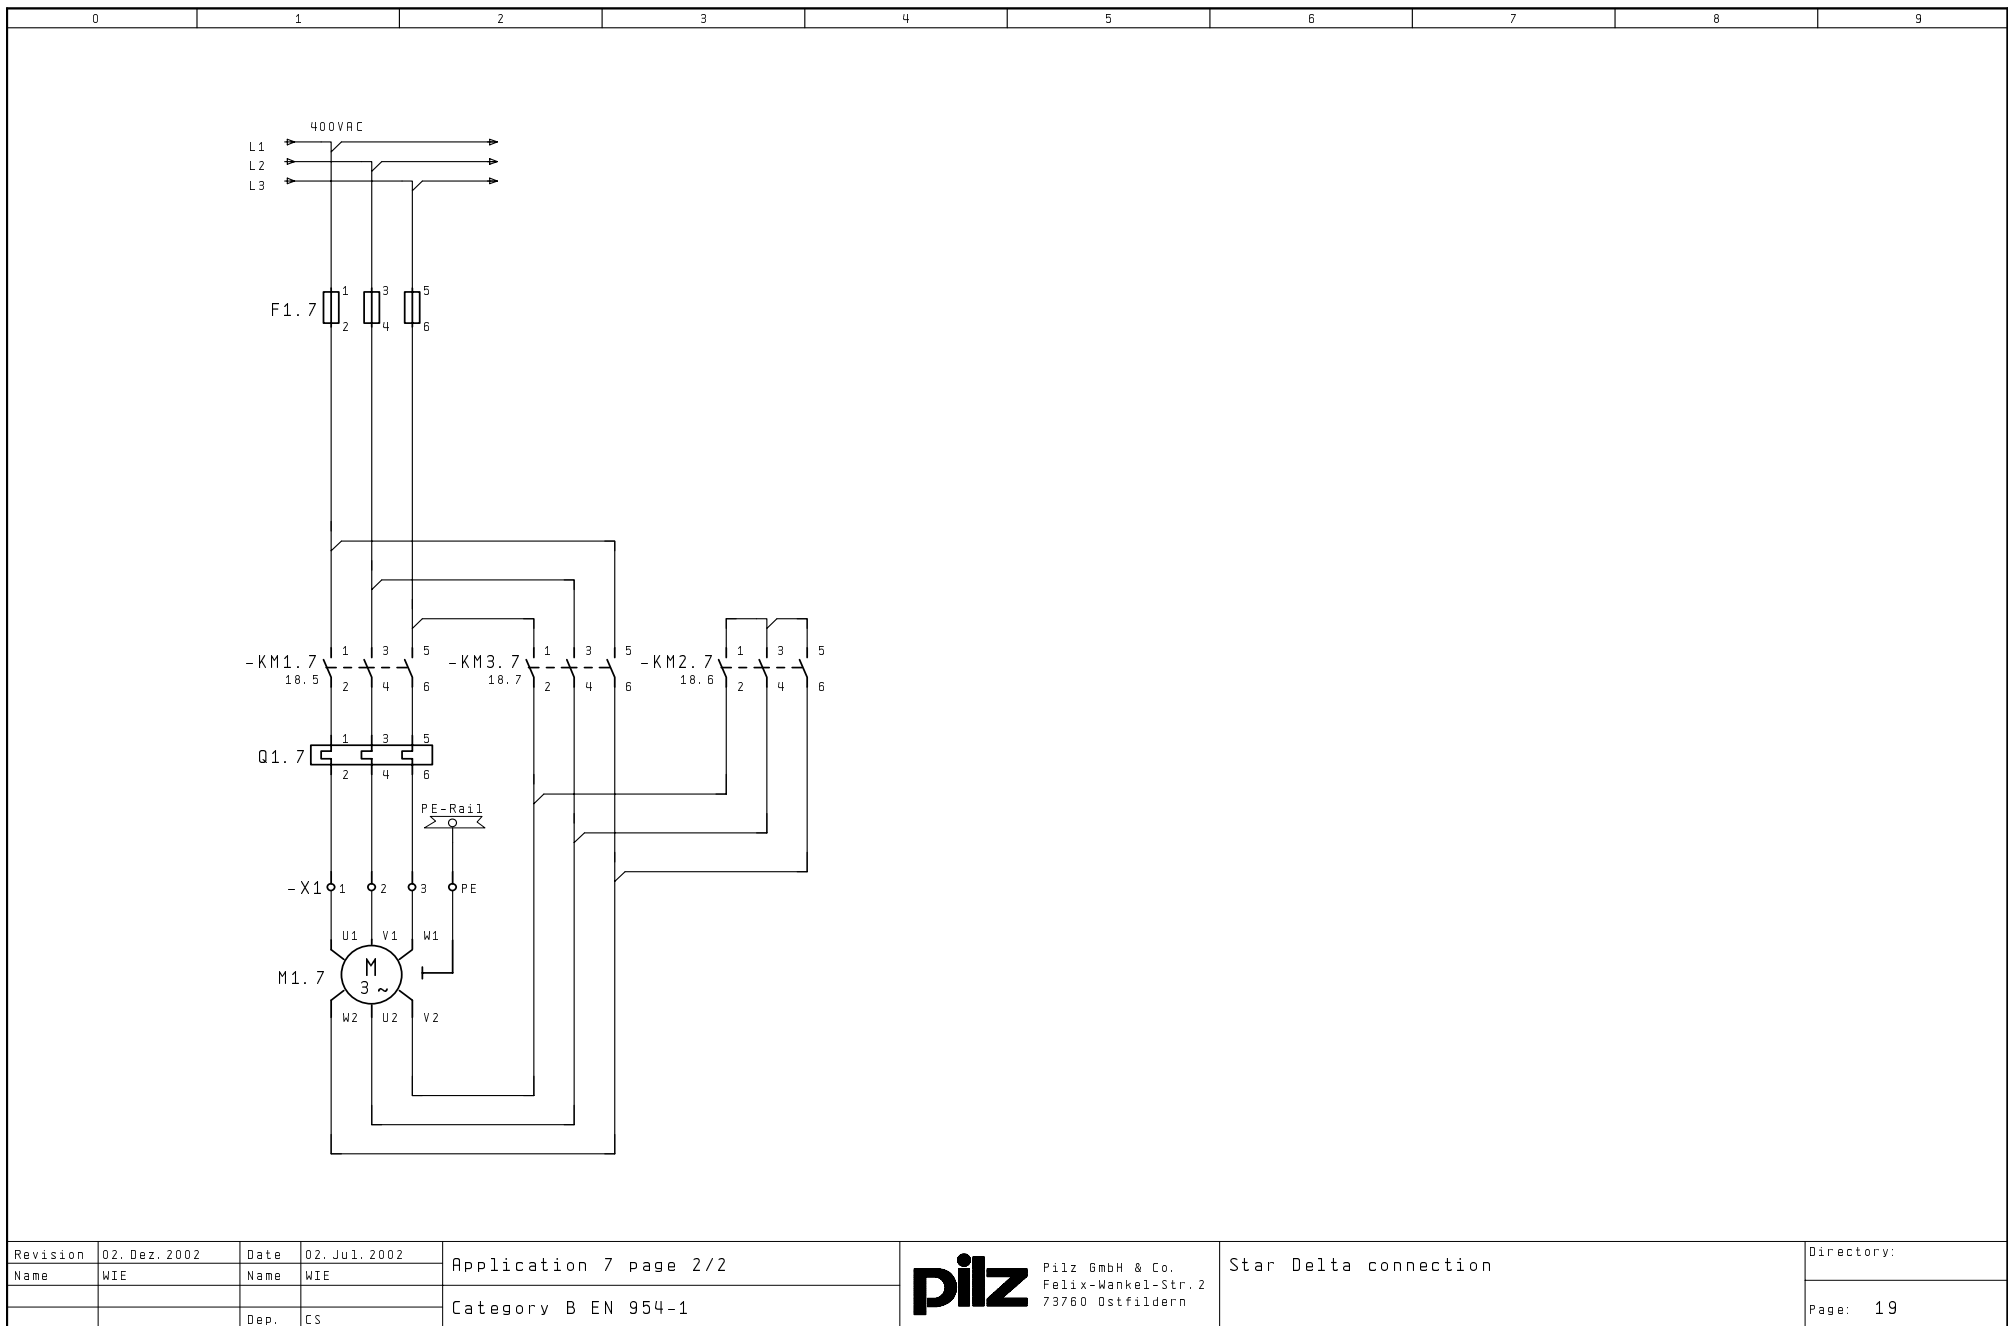 0 1 2 3 4 5 6 7 8 9
400VAC
L1
L2
L3
F1.7
1 3 5
2 4 6
-KM1.7
18.5
1 3 5
2 4 6
-KM3.7
18.7
1 3 5
2 4 6
-KM2.7
18.6
1 3 5
2 4 6
Q1.7
1 3 5
2 4 6
PE-Rail
-X1 1 2 3 PE
U1 V1 W1
M1.7
M
3 ~
W2 U2 V2
Revision 02.Dez.2002 Date 02.Jul.2002
Name WIE Name WIE
Dep. CS
Application 7 page 2/2
Category B EN 954-1
pilz
Pilz GmbH & Co.
Felix-Wankel-Str.2
73760 Ostfildern
Star Delta connection
Directory:
Page: 19